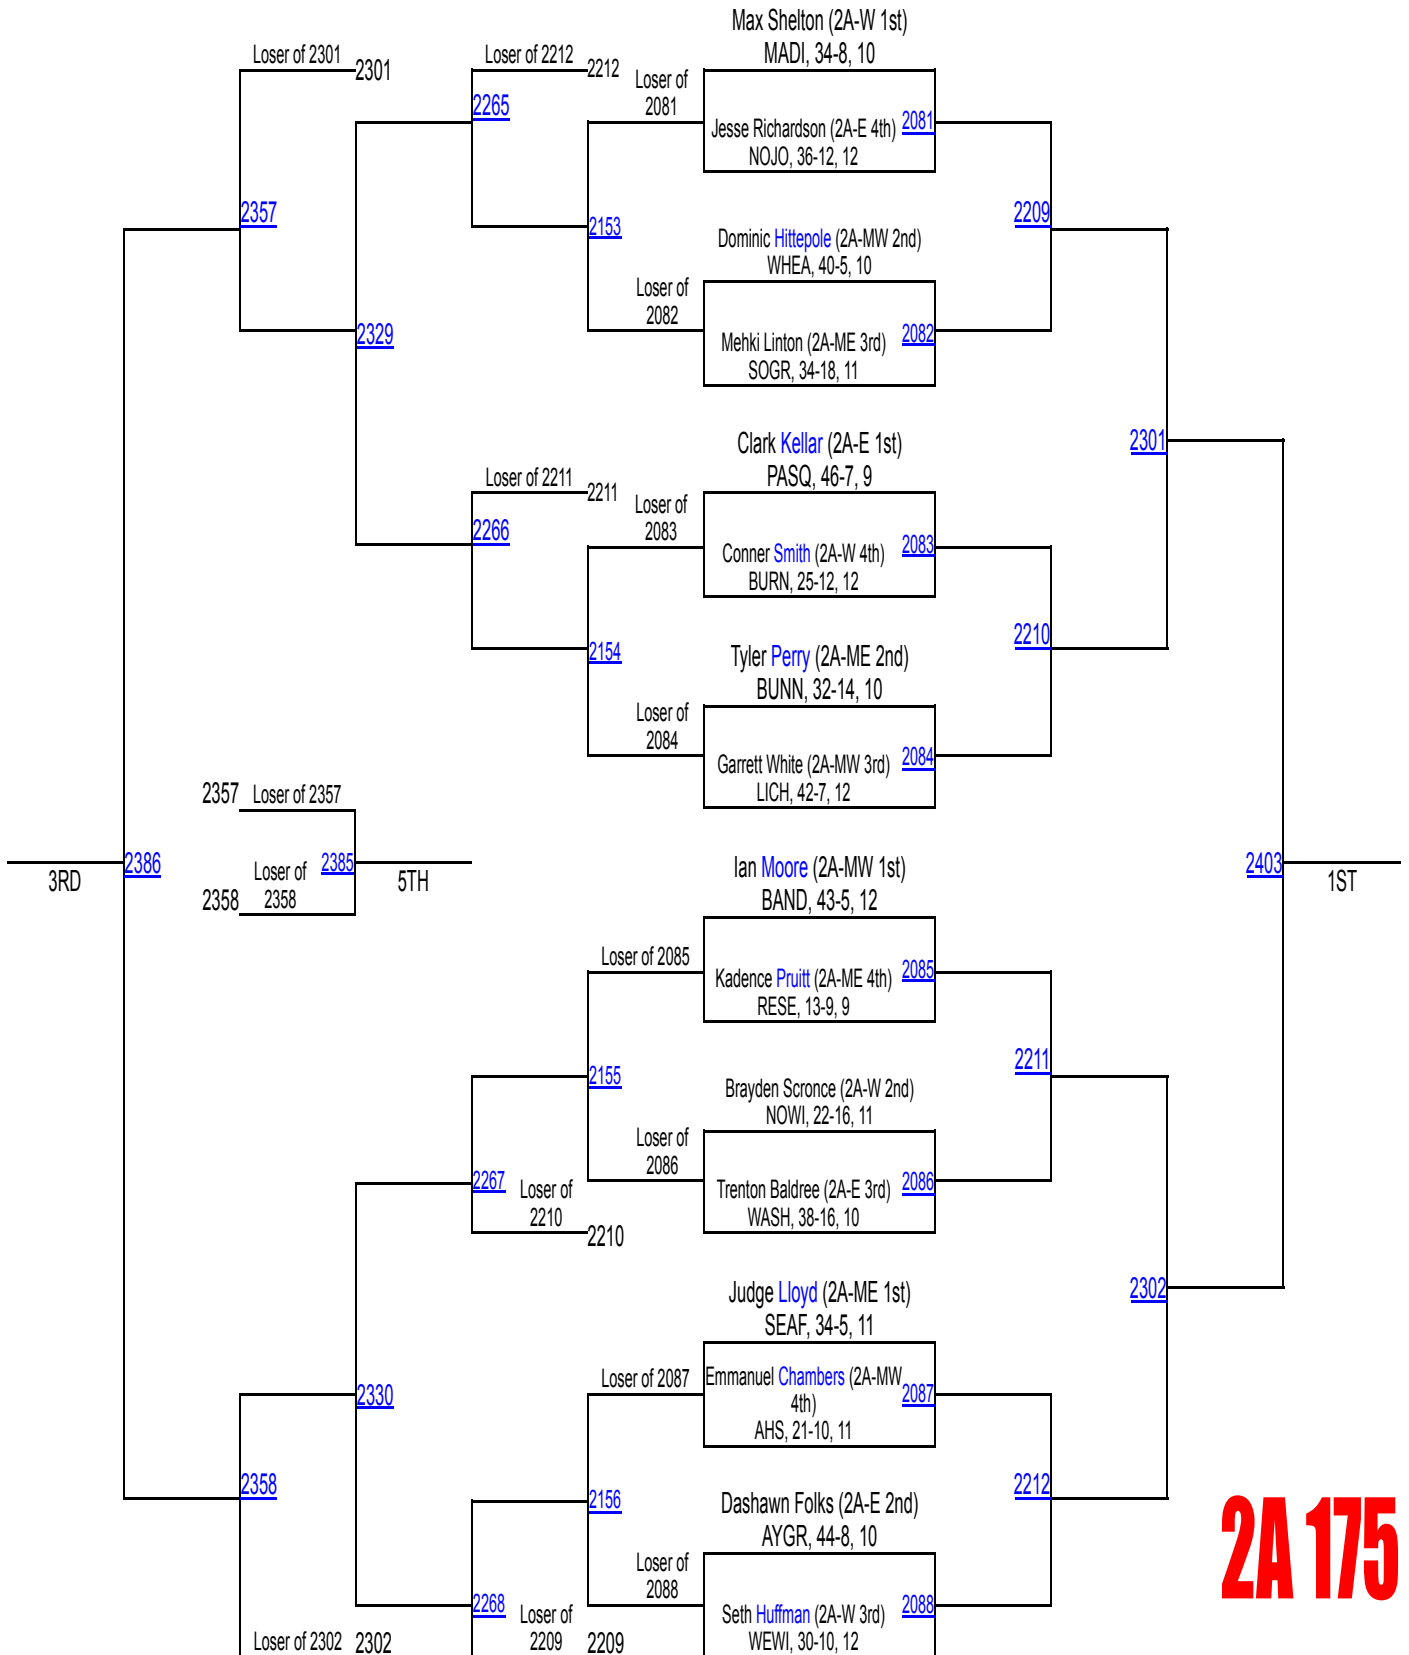 Max Shelton (2A-W 1st)
MADI, 34-8, 10
Loser of 2301
2301
Loser of 2212
2212
Loser of
2081
2265
Jesse Richardson (2A-E 4th)
NOJO, 36-12, 12
2081
2357
2153
2209
Dominic Hittepole (2A-MW 2nd)
WHEA, 40-5, 10
Loser of
2082
2329
Mehki Linton (2A-ME 3rd)
SOGR, 34-18, 11
2082
Clark Kellar (2A-E 1st)
PASQ, 46-7, 9
2301
Loser of 2211
2211
Loser of
2083
2266
Conner Smith (2A-W 4th)
BURN, 25-12, 12
2083
2154
2210
Tyler Perry (2A-ME 2nd)
BUNN, 32-14, 10
Loser of
2084
Garrett White (2A-MW 3rd)
LICH, 42-7, 12
2084
2357
Loser of 2357
2386
3RD
Loser of
2358
2358
2385
5TH
Ian Moore (2A-MW 1st)
BAND, 43-5, 12
2403
1ST
Loser of 2085
Kadence Pruitt (2A-ME 4th)
RESE, 13-9, 9
2085
2155
2211
Brayden Scronce (2A-W 2nd)
NOWI, 22-16, 11
Loser of
2086
2267
Loser of
2210
2210
Trenton Baldree (2A-E 3rd)
WASH, 38-16, 10
2086
Judge Lloyd (2A-ME 1st)
SEAF, 34-5, 11
2302
Loser of 2087
2330
Emmanuel Chambers (2A-MW
4th)
AHS, 21-10, 11
2087
2358
2156
2212
Dashawn Folks (2A-E 2nd)
AYGR, 44-8, 10
Loser of
2088
2268
Loser of
2209
2209
Seth Huffman (2A-W 3rd)
WEWI, 30-10, 12
2088
Loser of 2302
2302
2A 175